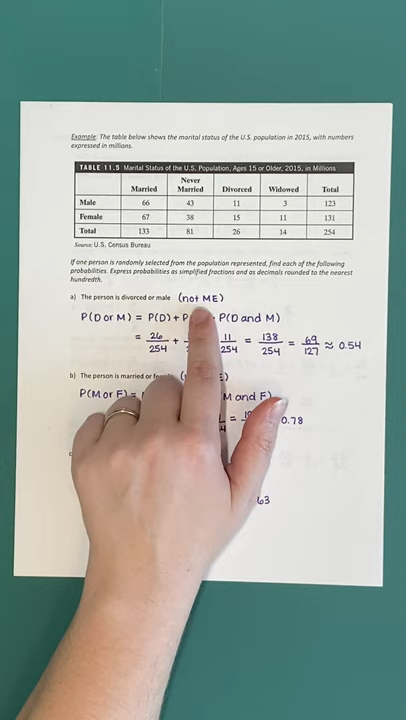 Example: The table below shows the marital status of the U.S. population in 2015, with numbers
expressed in millions.
TABLE 11.5 Marital Status of the U.S. Population, Ages 15 or Older, 2015, in Millions
Married Never Married Divorced Widowed Total
Male 66 43 11 3 123
Female 67 38 15 11 131
Total 133 81 26 14 254
Source: U.S. Census Bureau
If one person is randomly selected from the population represented, find each of the following
probabilities. Express probabilities as simplified fractions and as decimals rounded to the nearest
hundredth.
a) The person is divorced or male (not ME)
P(D or M) = P(D) + P P(D and M)
= 26/254 + 11/254 = 138/254 = 69/127 ≈ 0.54
b) The person is married or
P(M or F) = M and F)
= 0.78
63